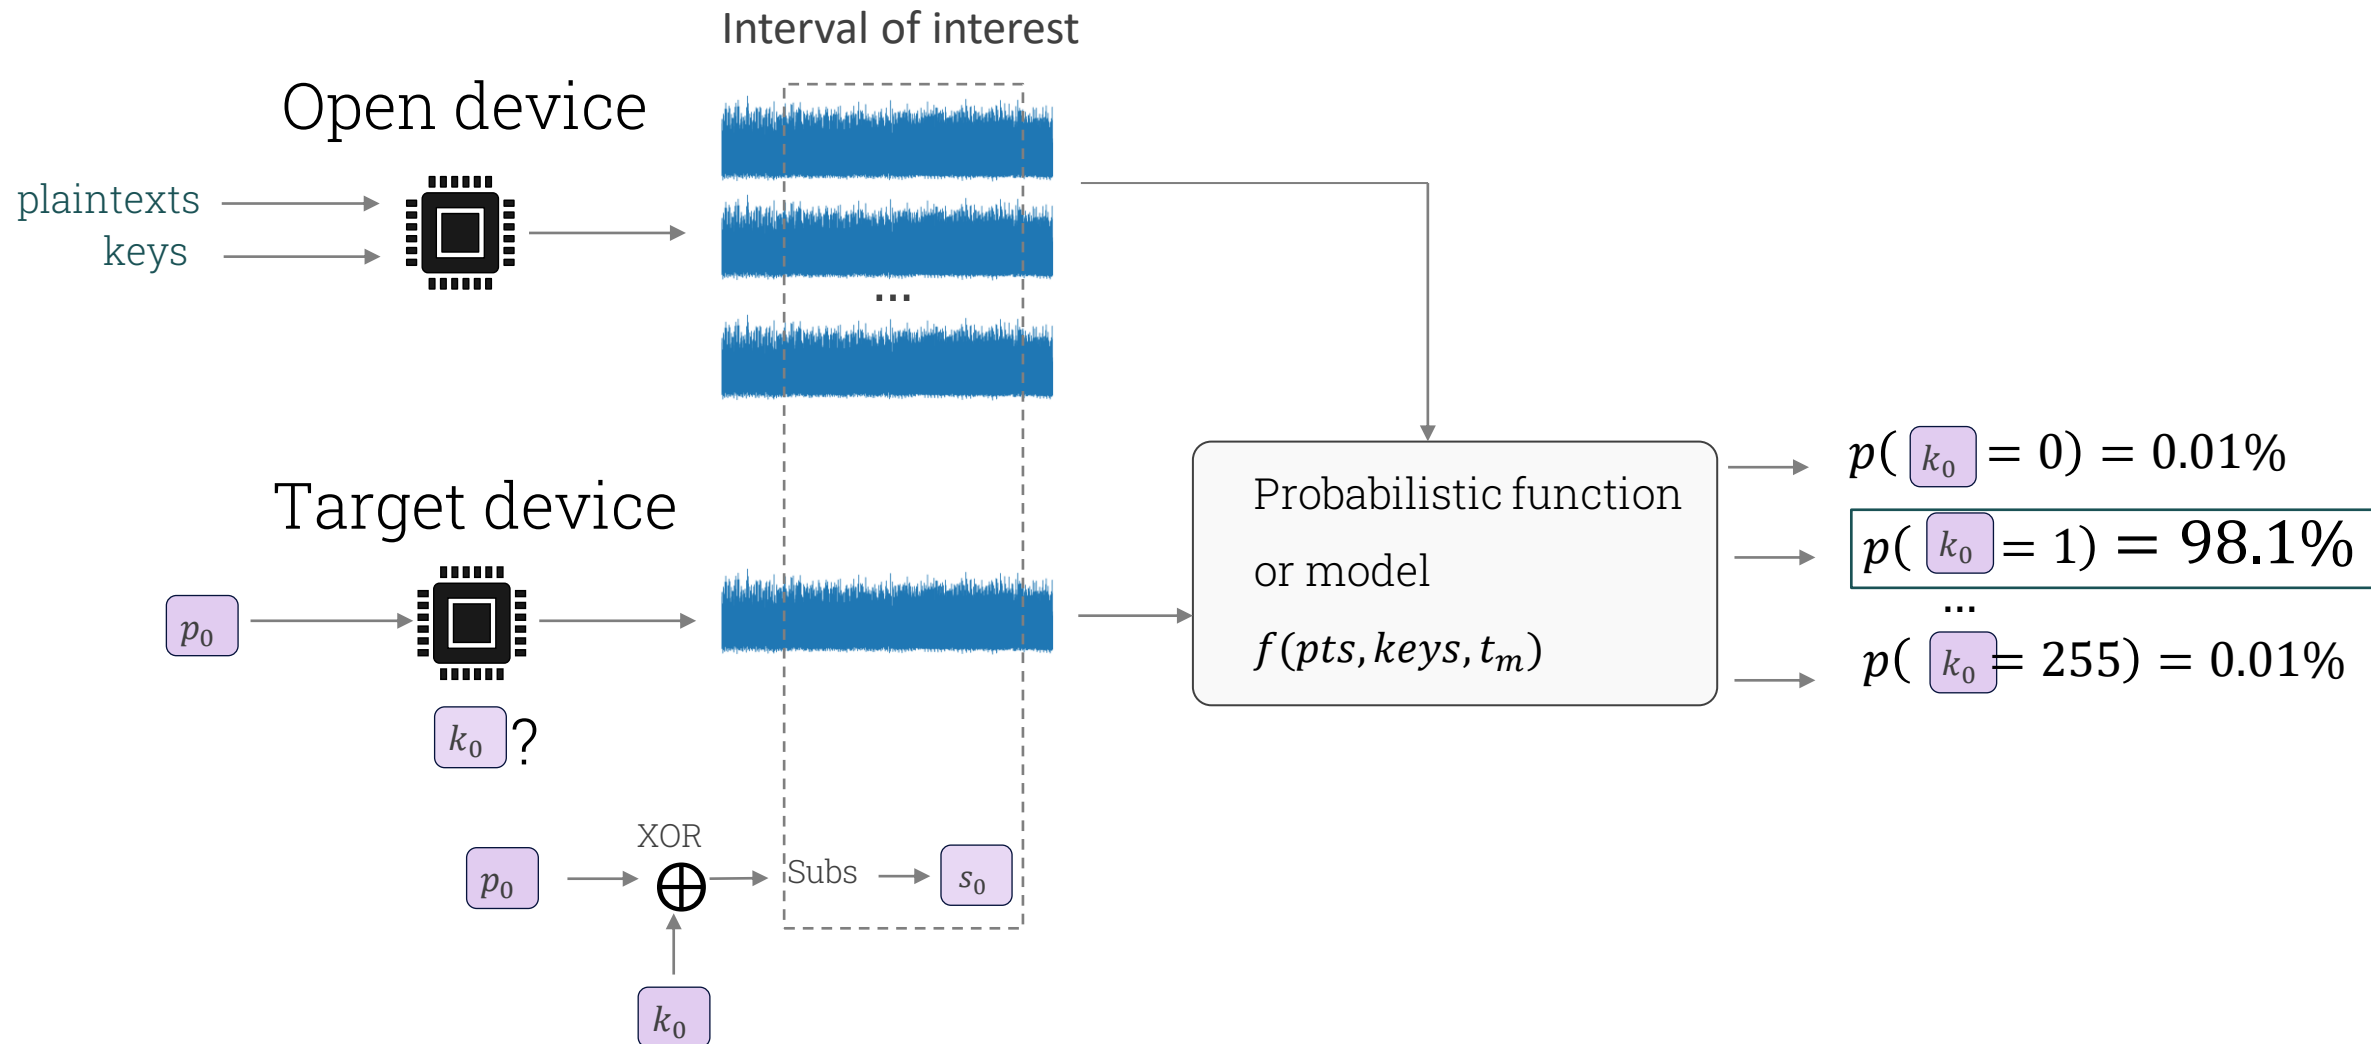 Interval of interest
Open device
plaintexts
keys
...
Target device
p₀
k₀ ?
Probabilistic function
or model
f(pts, keys, tₘ)
p( k₀ = 0) = 0.01%
p( k₀ = 1) = 98.1%
...
p( k₀ = 255) = 0.01%
XOR
p₀ ⊕ Subs s₀
k₀